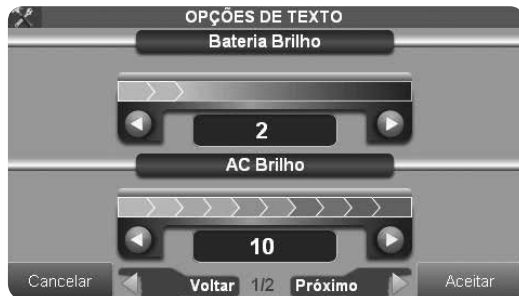 OPÇÕES DE TEXTO
Bateria Brilho
2
AC Brilho
10
Cancelar Voltar 1/2 Próximo Aceitar